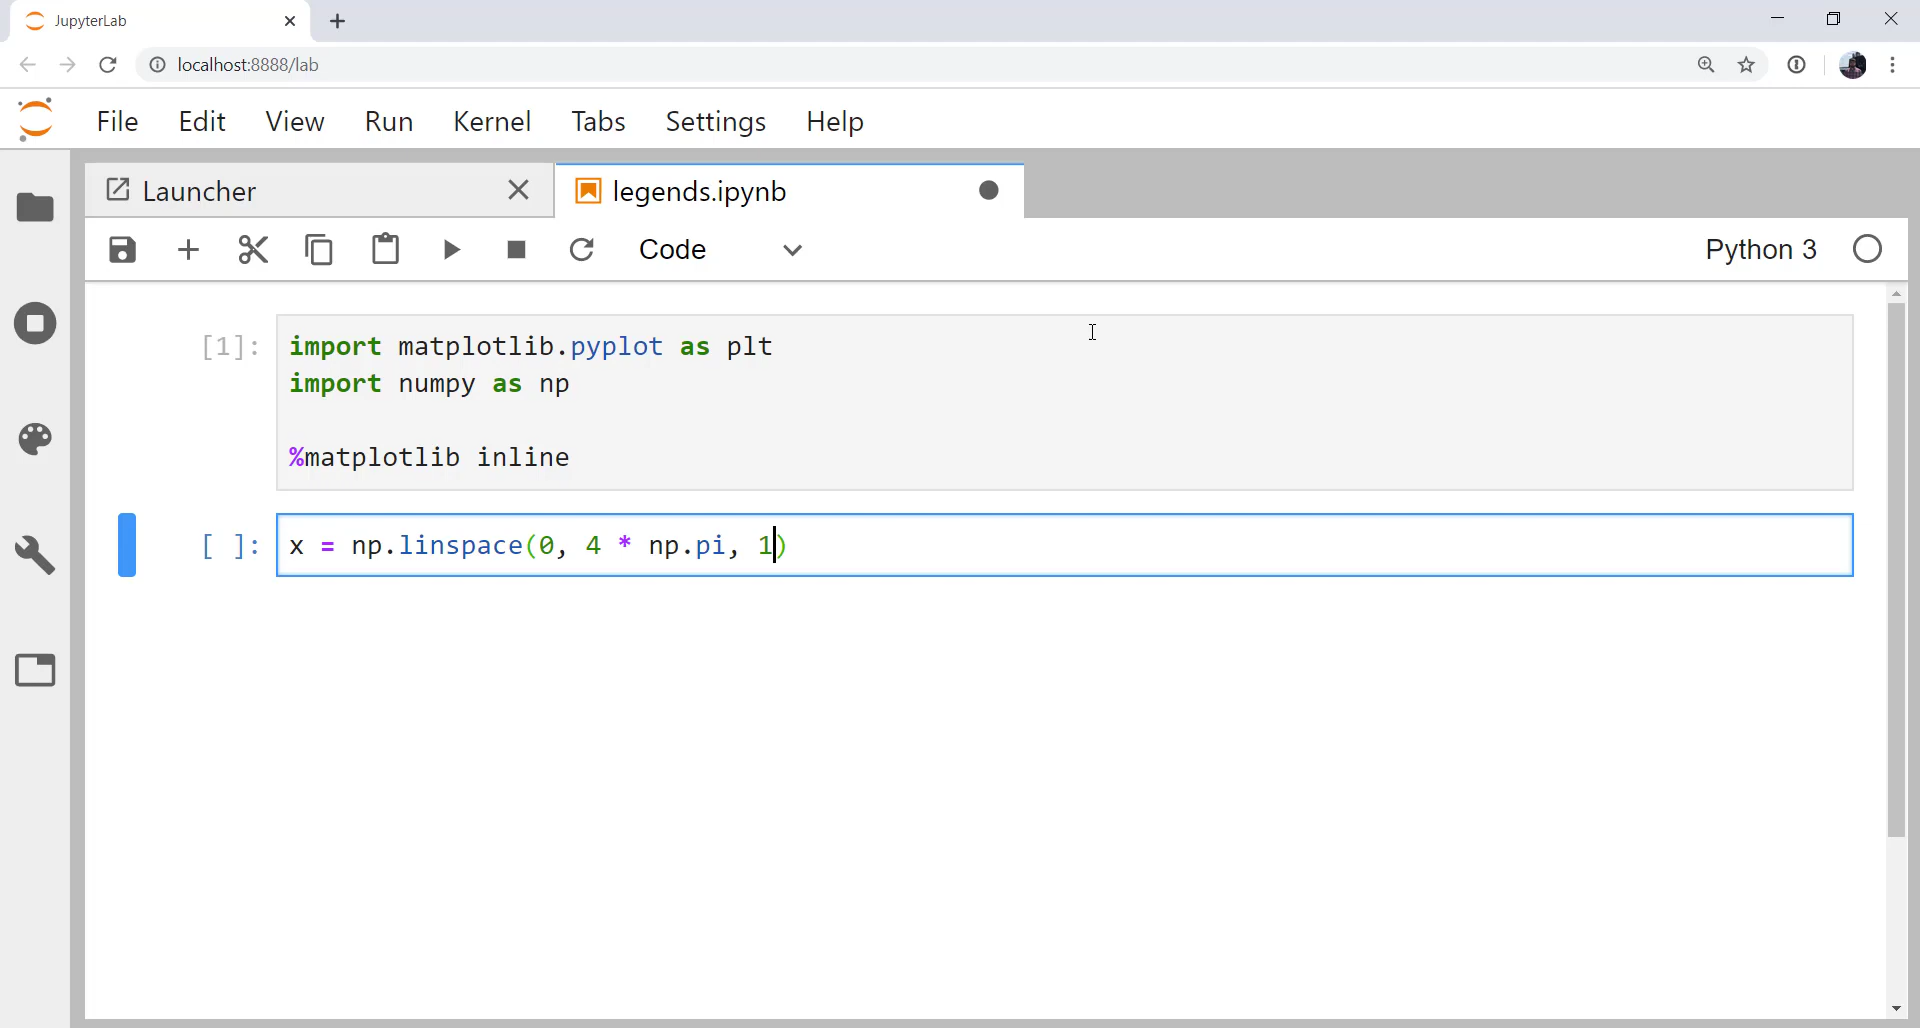 JupyterLab
localhost:8888/lab
File Edit View Run Kernel Tabs Settings Help
Launcher legends.ipynb
Code Python 3
[1]: import matplotlib.pyplot as plt
import numpy as np
%matplotlib inline
[ ]: x = np.linspace(0, 4 * np.pi, 1)